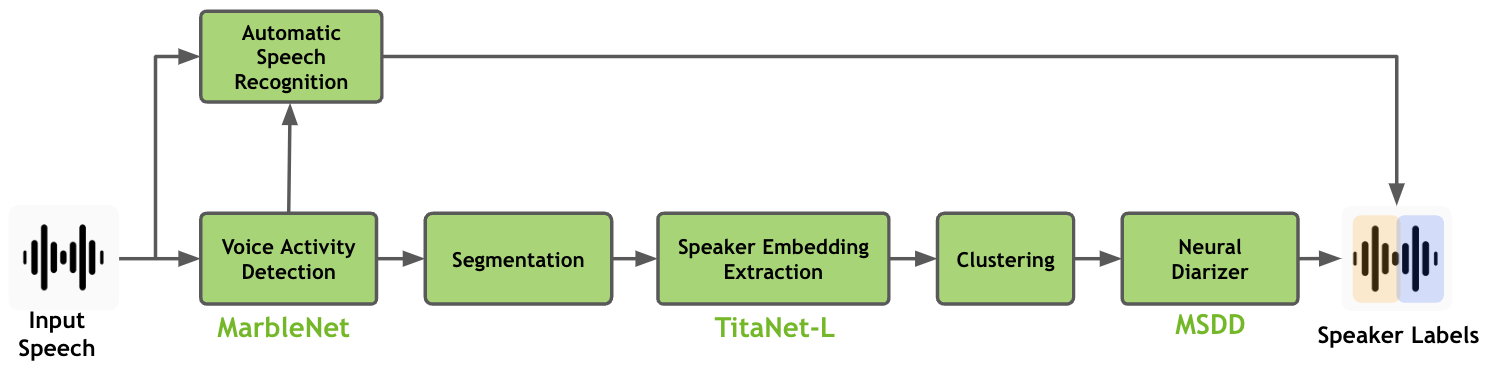 Automatic
Speech
Recognition
Input
Speech
Voice Activity
Detection
MarbleNet
Segmentation
Speaker Embedding
Extraction
TitaNet-L
Clustering
Neural
Diarizer
MSDD
Speaker Labels